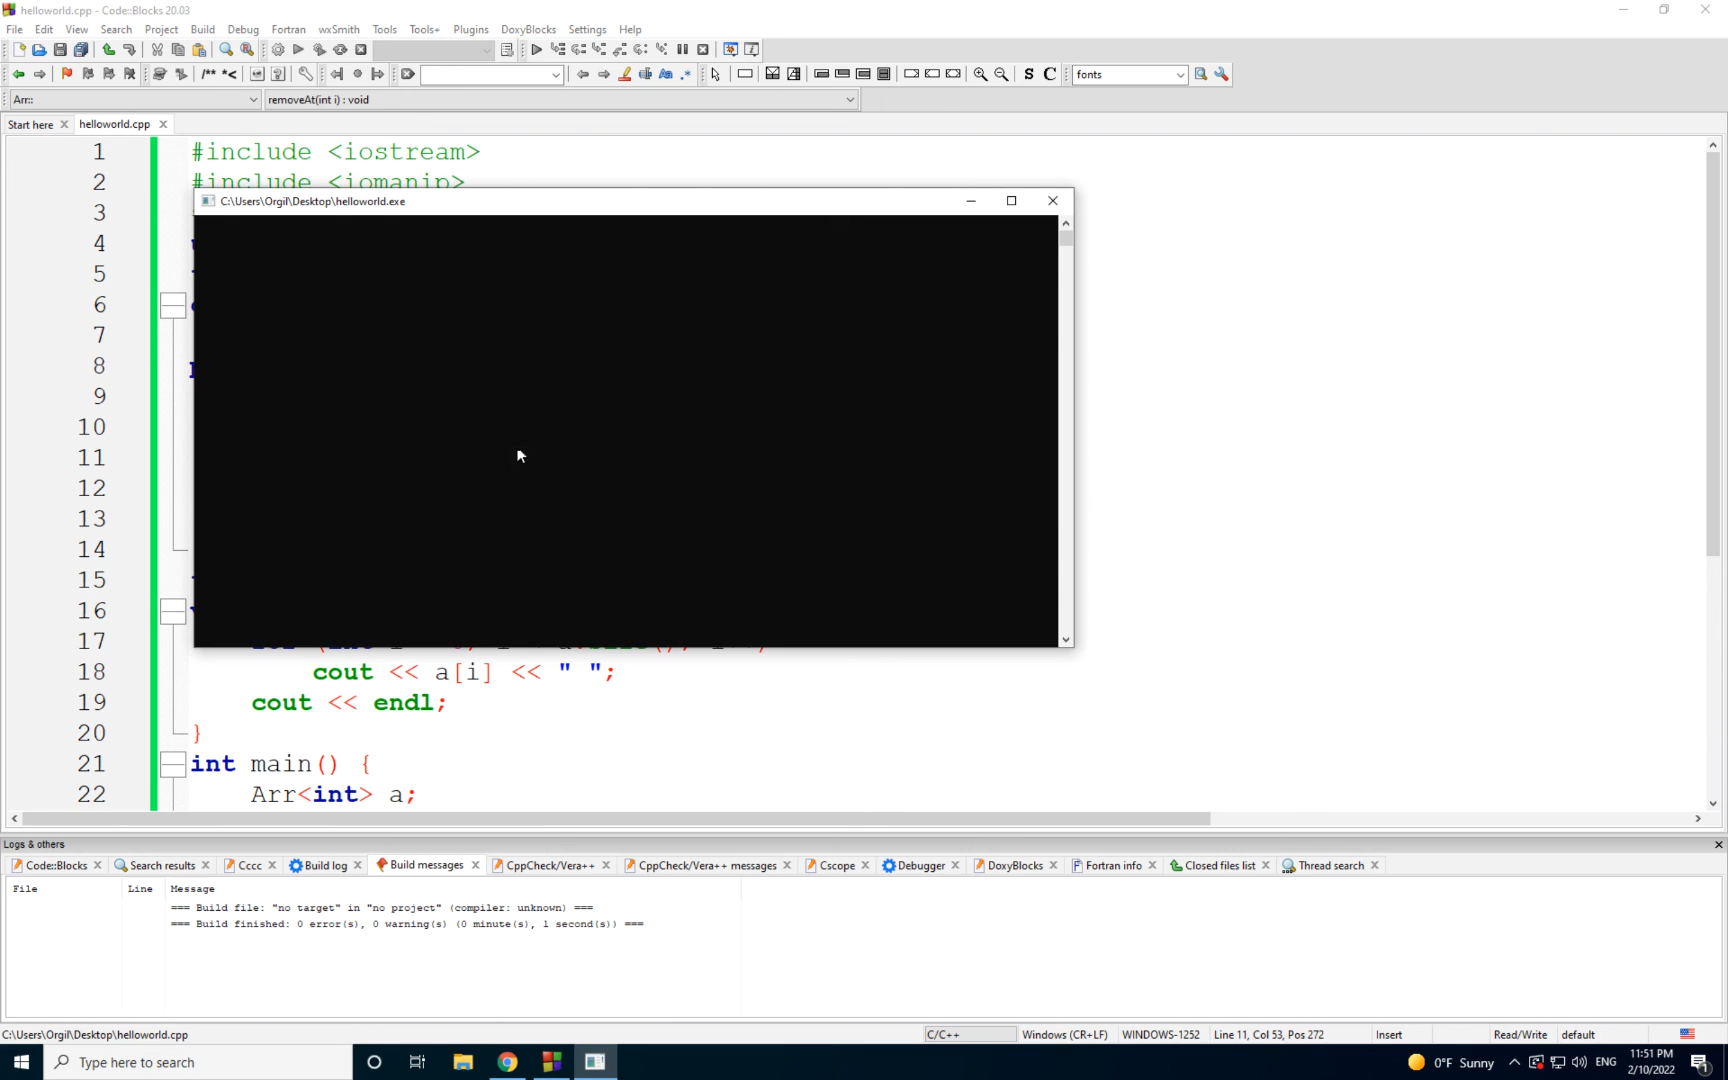 helloworld.cpp - Code::Blocks 20.03
File Edit View Search Project Build Debug Fortran wxSmith Tools Tools+ Plugins DoxyBlocks Settings Help
/** *< Aa .* S C fonts
Arr:: removeAt(int i) : void
Start here helloworld.cpp
1 #include <iostream>
2 #include <iomanip>
C:\Users\Orgil\Desktop\helloworld.exe
3
4
5
6
7
8
9
10
11
12
13
14
15
16
17
18 cout << a[i] << " ";
19 cout << endl;
20 }
21 int main() {
22 Arr<int> a;
Logs & others
Code::Blocks Search results Cccc Build log Build messages CppCheck/Vera++ CppCheck/Vera++ messages Cscope Debugger DoxyBlocks Fortran info Closed files list Thread search
File Line Message
=== Build file: "no target" in "no project" (compiler: unknown) ===
=== Build finished: 0 error(s), 0 warning(s) (0 minute(s), 1 second(s)) ===
C:\Users\Orgil\Desktop\helloworld.cpp C/C++ Windows (CR+LF) WINDOWS-1252 Line 11, Col 53, Pos 272 Insert Read/Write default
Type here to search 0°F Sunny ENG 11:51 PM
2/10/2022 1